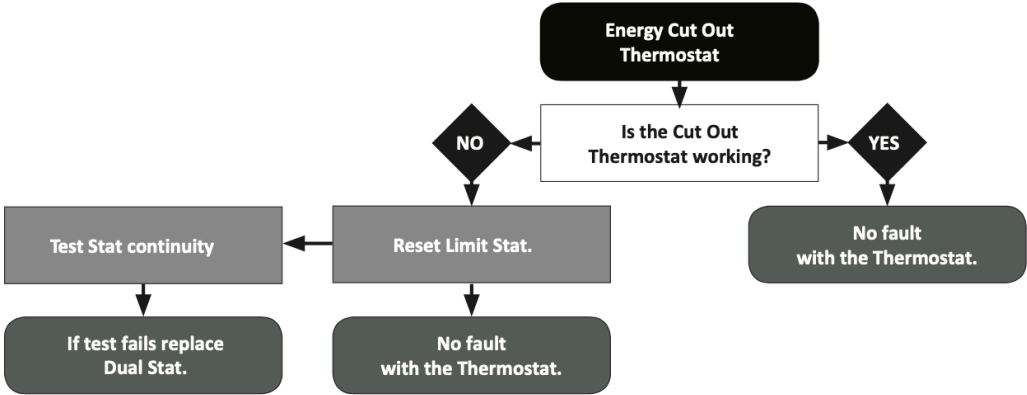 Energy Cut Out
Thermostat
Is the Cut Out
Thermostat working?
NO
YES
Test Stat continuity
Reset Limit Stat.
No fault
with the Thermostat.
If test fails replace
Dual Stat.
No fault
with the Thermostat.